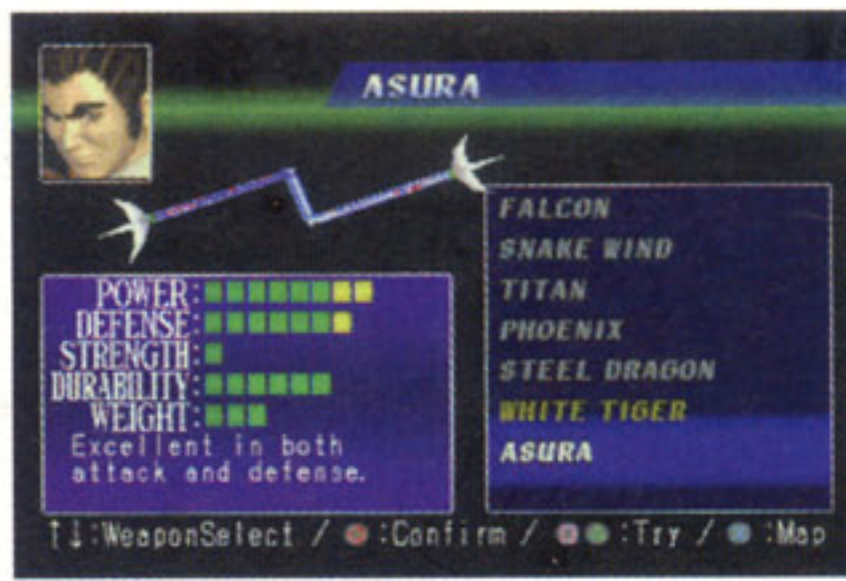 ASURA
FALCON
SNAKE WIND
TITAN
PHOENIX
STEEL DRAGON
WHITE TIGER
ASURA
POWER:
DEFENSE:
STRENGTH:
DURABILITY:
WEIGHT:
Excellent in both
attack and defense.
↑↓:WeaponSelect / :Confirm / :Try / :Map